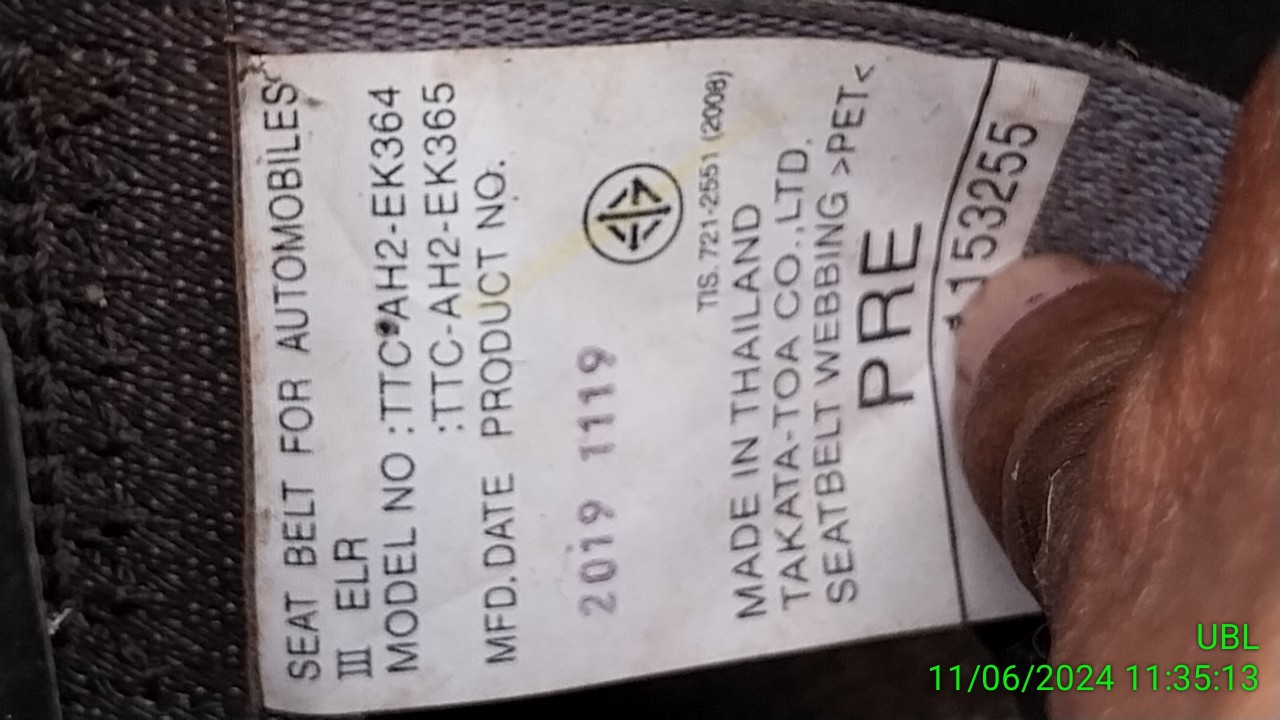 SEAT BELT FOR AUTOMOBILES
III ELR
MODEL NO :TTC*AH2-EK364
:TTC-AH2-EK365
MFD.DATE PRODUCT NO.
2019 1119
TIS. 721-2551 (2008)
MADE IN THAILAND
TAKATA-TOA CO.,LTD.
SEATBELT WEBBING >PET<
PRE
1153255
UBL
11/06/2024 11:35:13